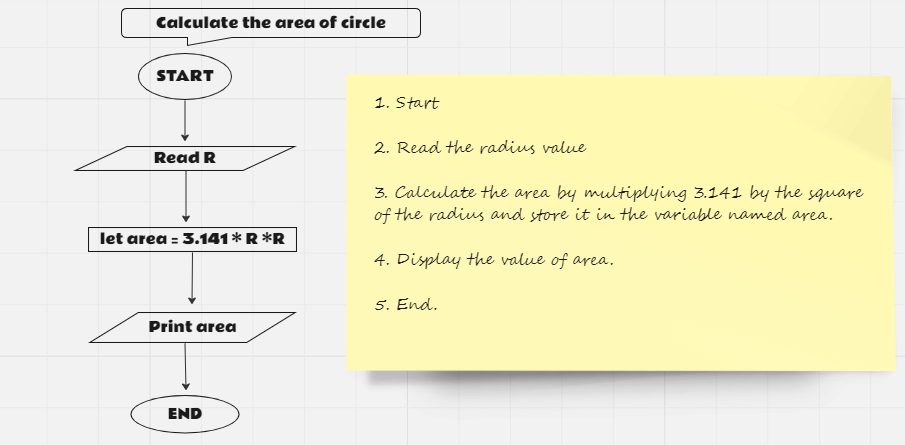 Calculate the area of circle
START
Read R
let area = 3.141 * R *R
Print area
END
1. Start
2. Read the radius value
3. Calculate the area by multiplying 3.141 by the square
of the radius and store it in the variable named area.
4. Display the value of area.
5. End.